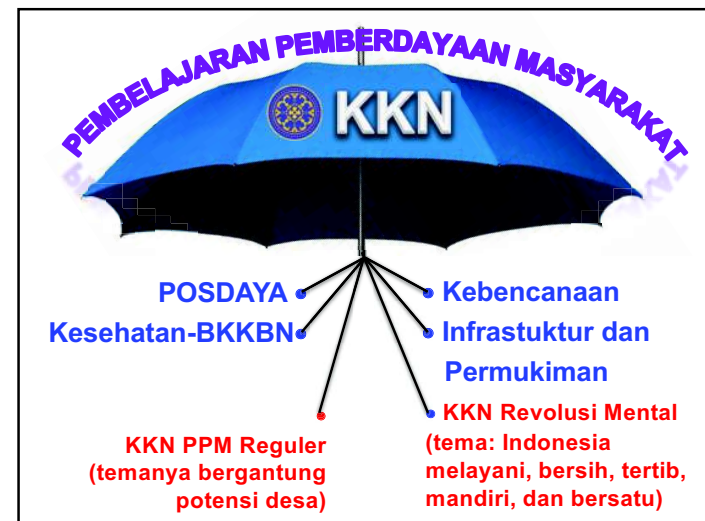 PEMBELAJARAN PEMBERDAYAAN MASYARAKAT
KKN
POSDAYA
Kesehatan-BKKBN
Kebencanaan
Infrastuktur dan
Permukiman
KKN PPM Reguler
(temanya bergantung
potensi desa)
KKN Revolusi Mental
(tema: Indonesia
melayani, bersih, tertib,
mandiri, dan bersatu)